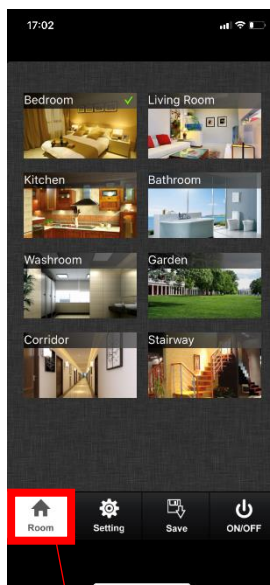 17:02
Bedroom
Living Room
Kitchen
Bathroom
Washroom
Garden
Corridor
Stairway
Room
Setting
Save
ON/OFF